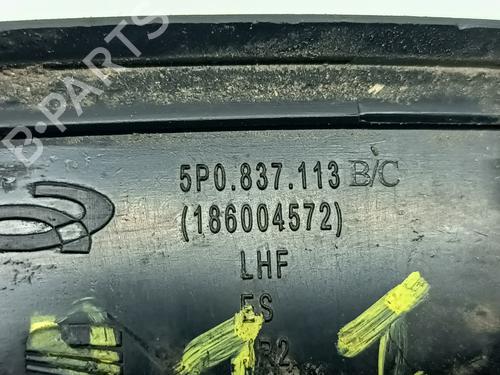 B-PARTS
5P0.837.113 B/C
(186004572)
LHF
ES